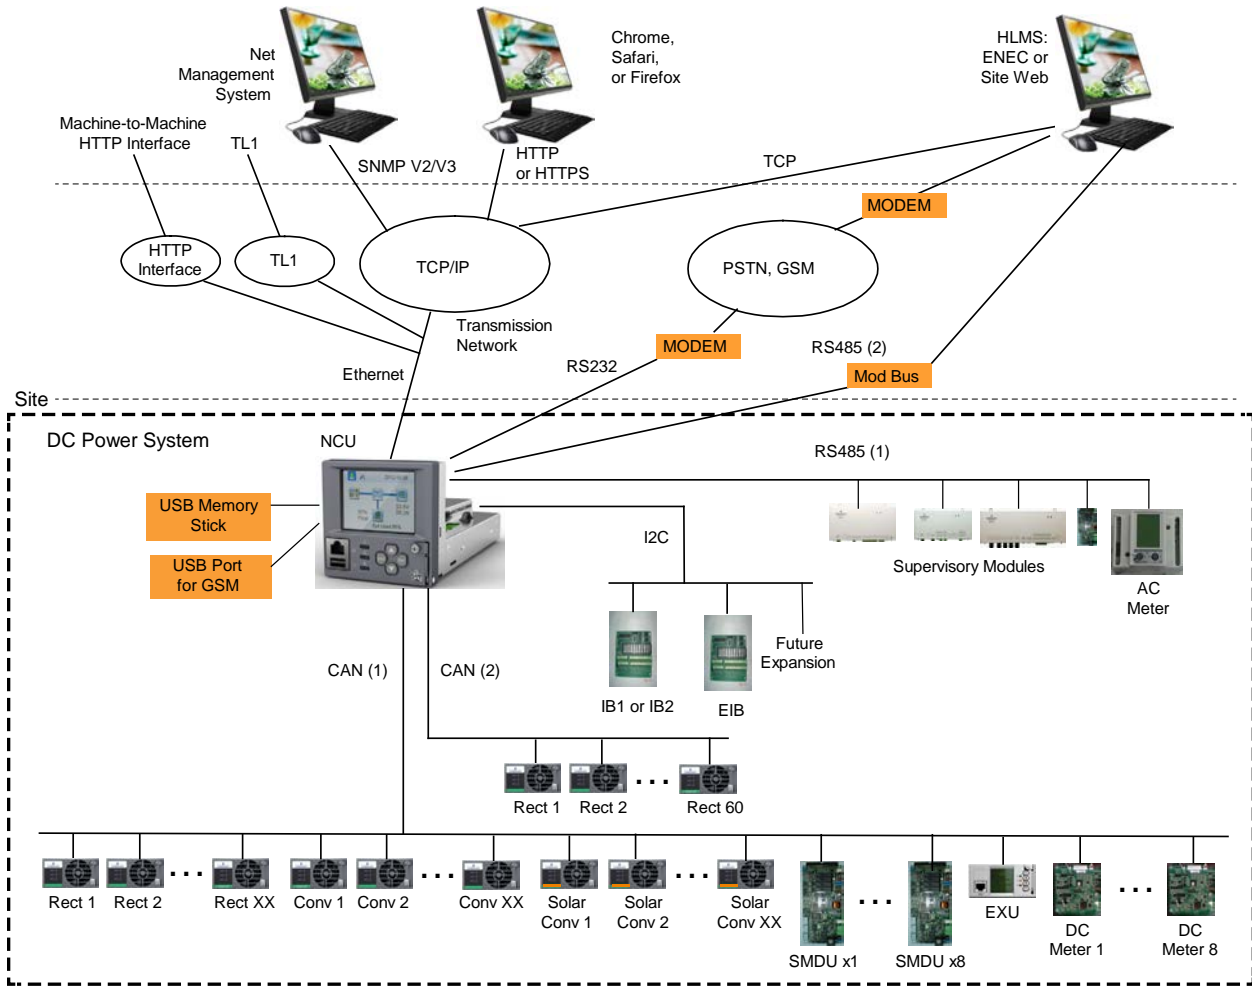 Net
Management
System
Chrome,
Safari,
or Firefox
HLMS:
ENEC or
Site Web
Machine-to-Machine
HTTP Interface
TL1
SNMP V2/V3
HTTP
or HTTPS
TCP
MODEM
HTTP
Interface
TL1
TCP/IP
PSTN, GSM
Transmission
Network
MODEM
RS485 (2)
Ethernet
RS232
Mod Bus
Site
DC Power System
NCU
RS485 (1)
USB Memory
Stick
USB Port
for GSM
I2C
Supervisory Modules
AC
Meter
Future
Expansion
CAN (1)
CAN (2)
IB1 or IB2
EIB
...
Rect 1
Rect 2
Rect 60
...
...
...
...
...
Rect 1
Rect 2
Rect XX
Conv 1
Conv 2
Conv XX
Solar
Conv 1
Solar
Conv 2
Solar
Conv XX
SMDU x1
SMDU x8
EXU
DC
Meter 1
DC
Meter 8